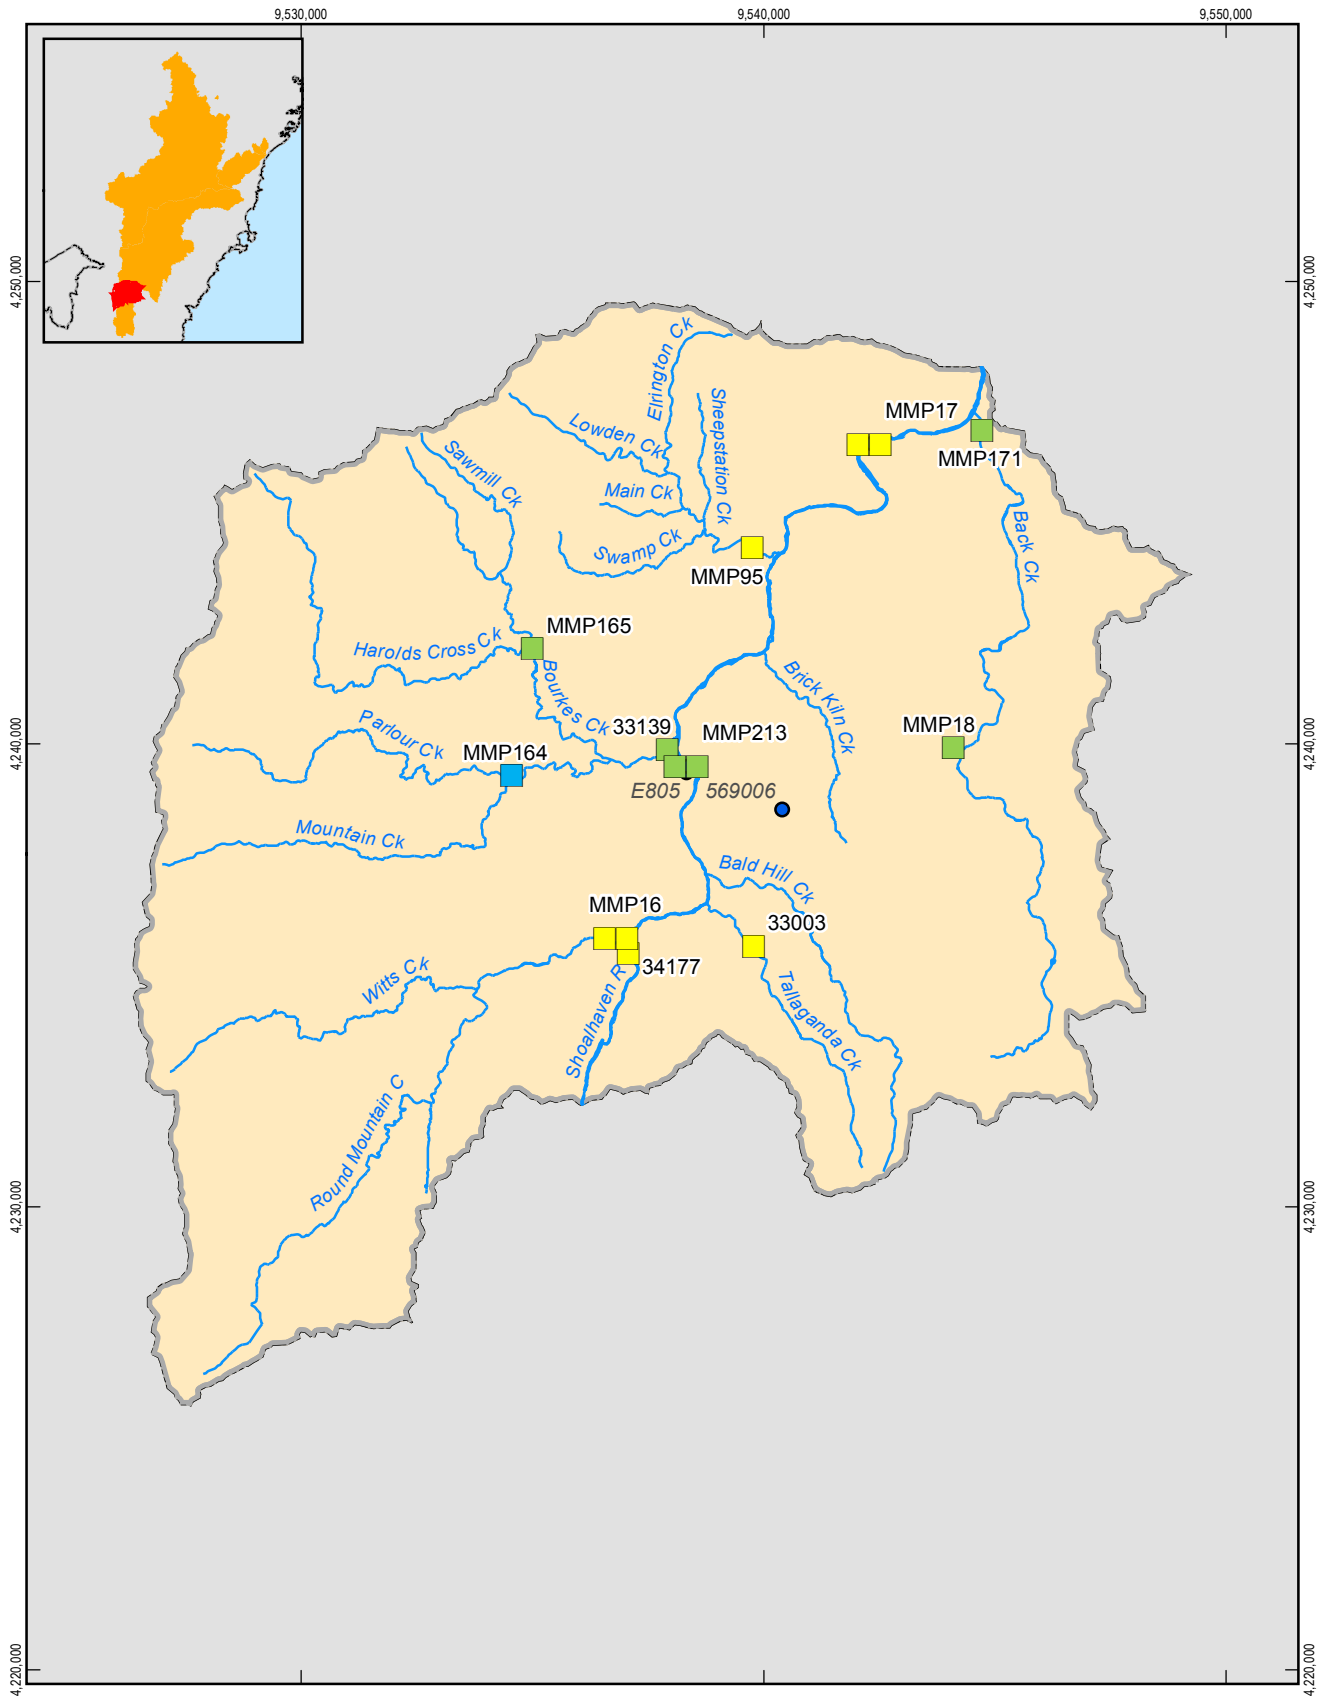 9,530,000
9,540,000
9,550,000
4,250,000
4,250,000
Elrington Ck
Sheepstation Ck
Lowden Ck
Sawmill Ck
Main Ck
Swamp Ck
MMP17
MMP171
Back Ck
MMP95
MMP165
Harolds Cross Ck
Bourkes Ck
Brick Kiln Ck
Parlour Ck
33139
MMP213
MMP18
4,240,000
4,240,000
MMP164
E805
569006
Mountain Ck
Bald Hill Ck
MMP16
33003
34177
Witts Ck
Shoalhaven R
Tallaganda Ck
Round Mountain C
4,230,000
4,230,000
4,220,000
4,220,000